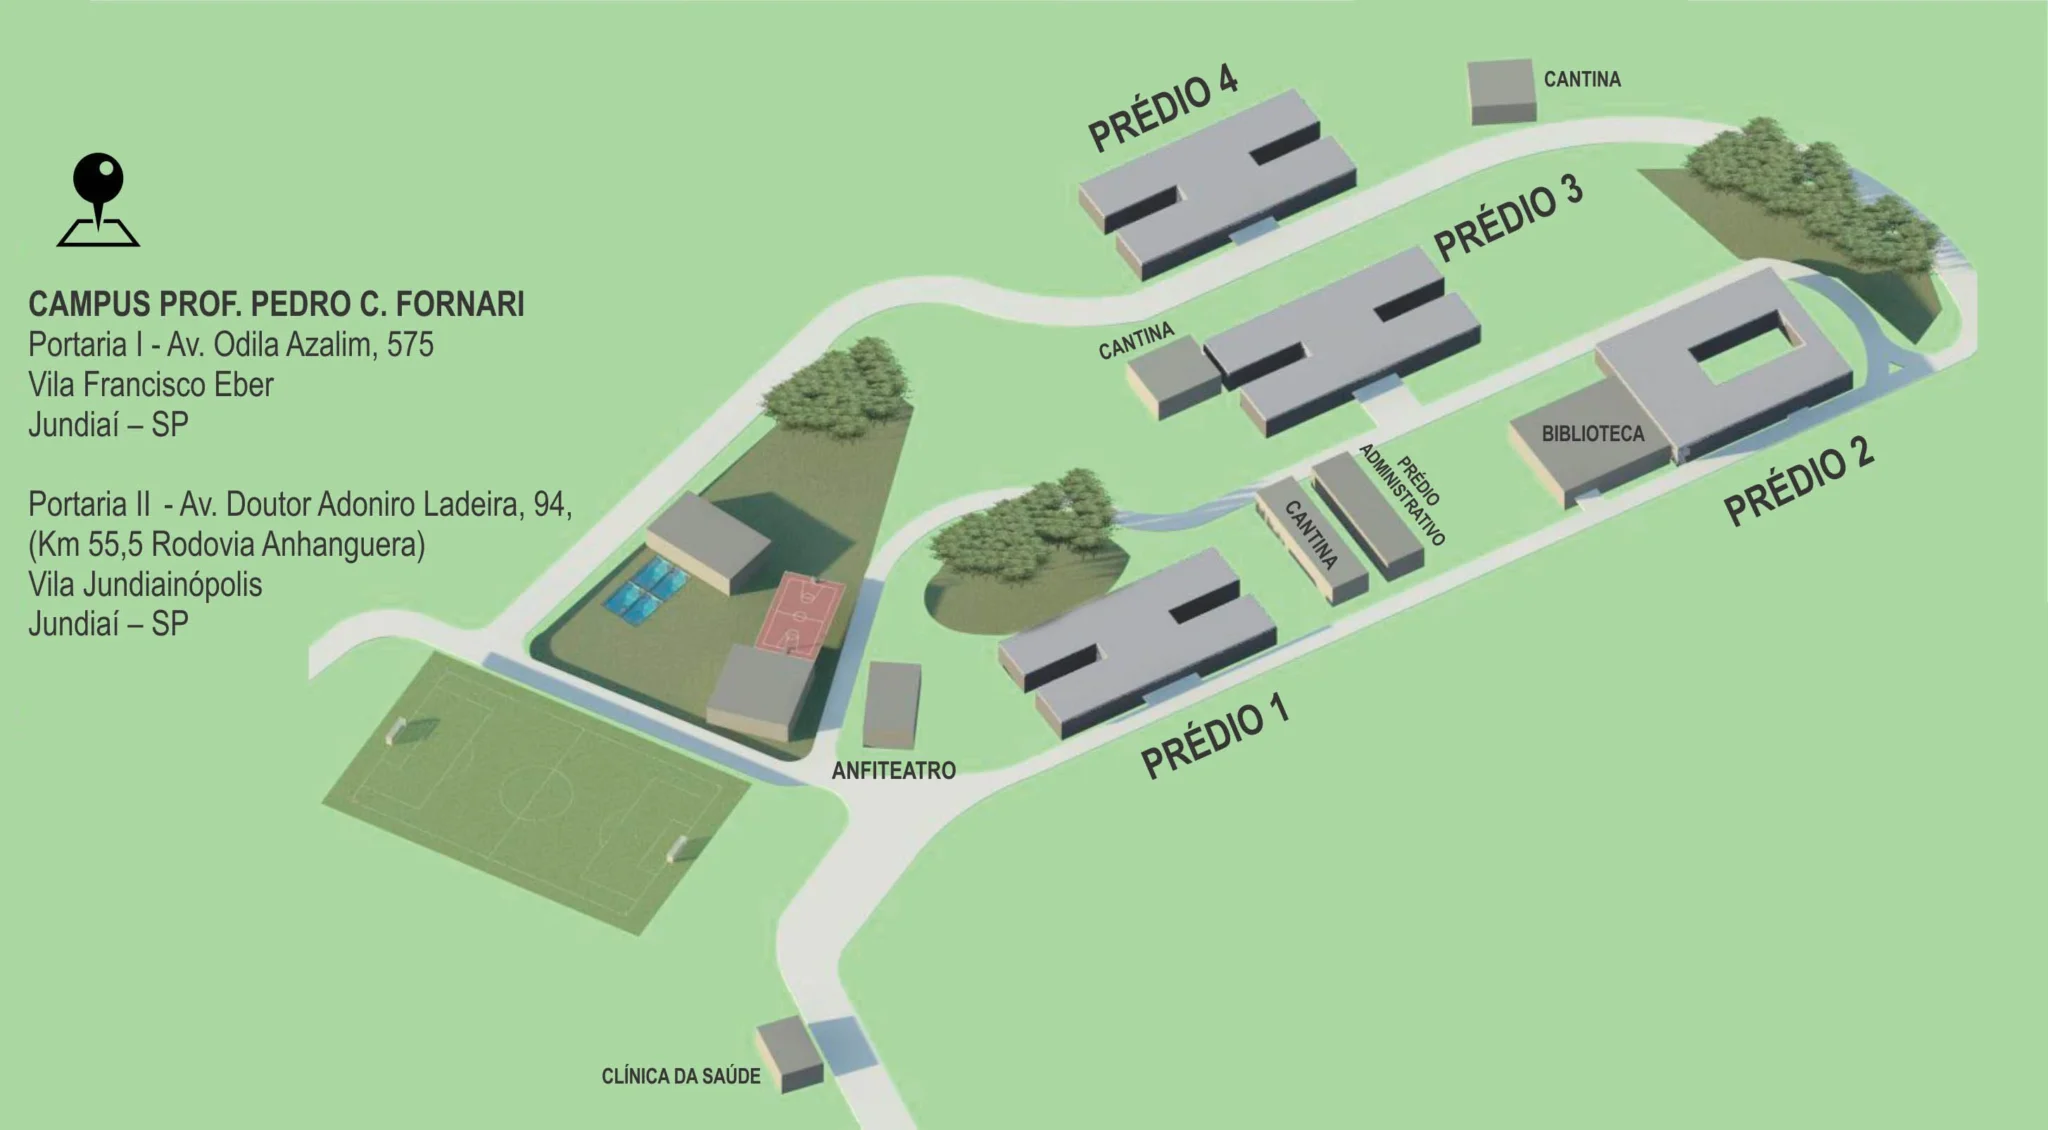 PRÉDIO 4
CANTINA
PRÉDIO 3
CAMPUS PROF. PEDRO C. FORNARI
Portaria I - Av. Odila Azalim, 575
Vila Francisco Eber
Jundiaí – SP
Portaria II - Av. Doutor Adoniro Ladeira, 94,
(Km 55,5 Rodovia Anhanguera)
Vila Jundiainópolis
Jundiaí – SP
CANTINA
BIBLIOTECA
PRÉDIO 2
PRÉDIO
ADMINISTRATIVO
CANTINA
PRÉDIO 1
ANFITEATRO
CLÍNICA DA SAÚDE